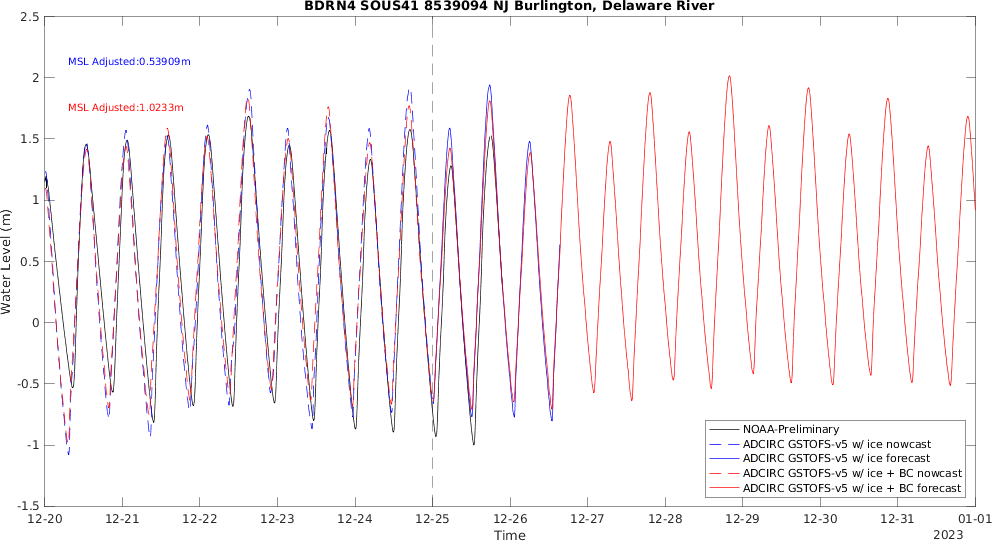 BDRN4 SOUS41 8539094 NJ Burlington, Delaware River
2.5
2
1.5
1
0.5
0
-0.5
-1
-1.5
Water Level (m)
MSL Adjusted:0.53909m
MSL Adjusted:1.0233m
NOAA-Preliminary
ADCIRC GSTOFS-v5 w/ ice nowcast
ADCIRC GSTOFS-v5 w/ ice forecast
ADCIRC GSTOFS-v5 w/ ice + BC nowcast
ADCIRC GSTOFS-v5 w/ ice + BC forecast
12-20 12-21 12-22 12-23 12-24 12-25 12-26 12-27 12-28 12-29 12-30 12-31 01-01
Time
2023